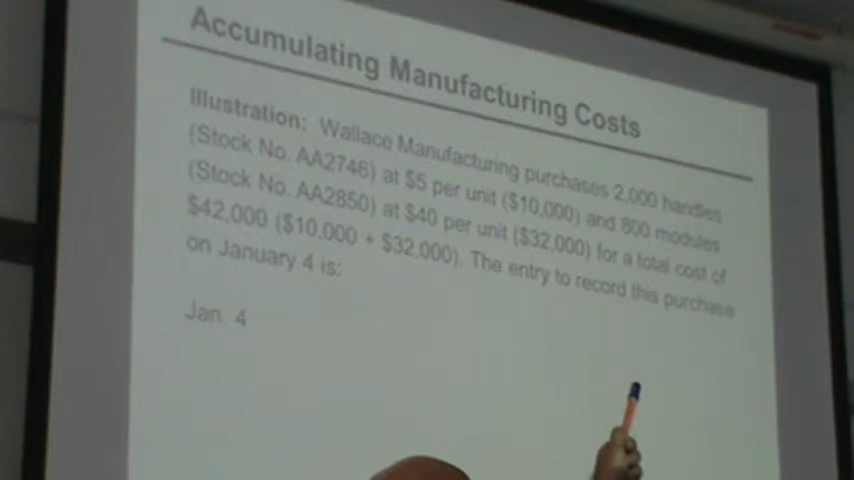 Accumulating Manufacturing Costs
Illustration: Wallace Manufacturing purchases 2,000 handles
(Stock No. AA2746) at $5 per unit ($10,000) and 800 modules
(Stock No. AA2850) at $40 per unit ($32,000) for a total cost of
$42,000 ($10,000 + $32,000). The entry to record this purchase
on January 4 is:
Jan. 4